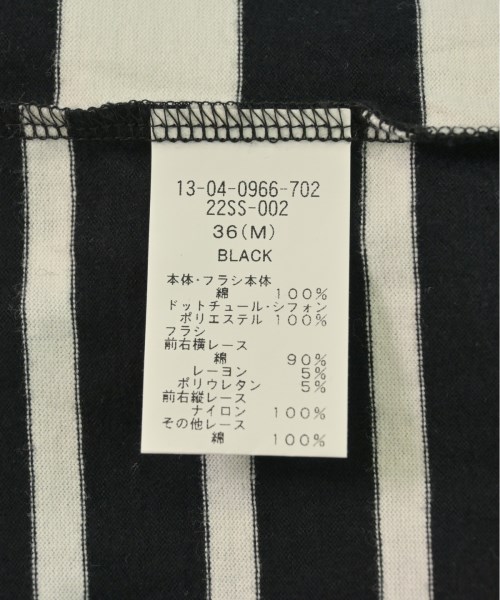 13-04-0966-702
22SS-002
36(M)
BLACK
本体・フラシ本体
綿 100%
ドットチュール・シフォン
ポリエステル 100%
フラシ
前右横レース
綿 90%
レーヨン 5%
ポリウレタン 5%
前右縦レース
ナイロン 100%
その他レース
綿 100%